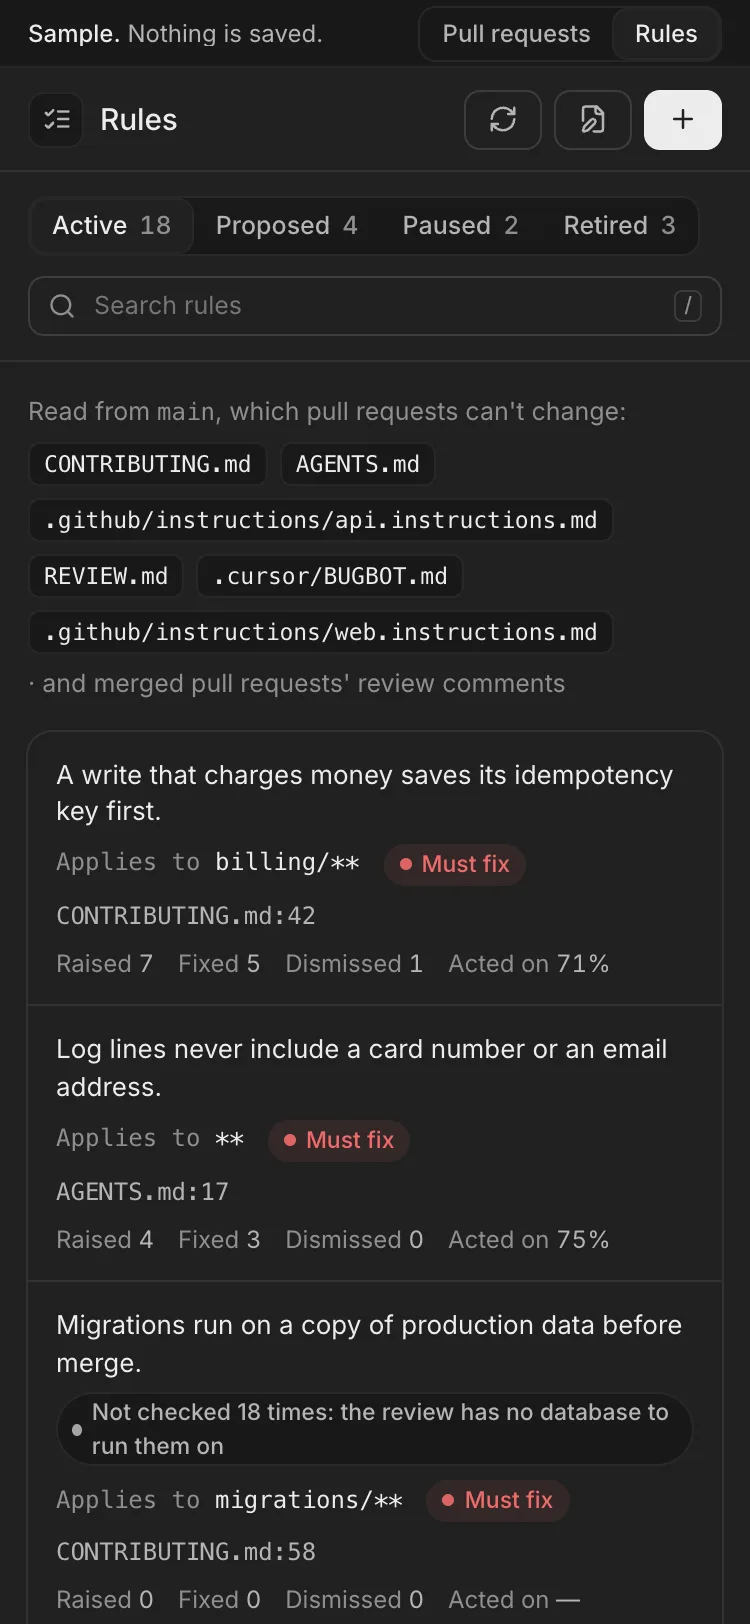 Sample. Nothing is saved.
Pull requests
Rules
Rules
Active 18
Proposed 4
Paused 2
Retired 3
Search rules
/
Read from main, which pull requests can't change:
CONTRIBUTING.md
AGENTS.md
.github/instructions/api.instructions.md
REVIEW.md
.cursor/BUGBOT.md
.github/instructions/web.instructions.md
· and merged pull requests' review comments
A write that charges money saves its idempotency
key first.
Applies to billing/**
Must fix
CONTRIBUTING.md:42
Raised 7 Fixed 5 Dismissed 1 Acted on 71%
Log lines never include a card number or an email
address.
Applies to **
Must fix
AGENTS.md:17
Raised 4 Fixed 3 Dismissed 0 Acted on 75%
Migrations run on a copy of production data before
merge.
Not checked 18 times: the review has no database to
run them on
Applies to migrations/**
Must fix
CONTRIBUTING.md:58
Raised 0 Fixed 0 Dismissed 0 Acted on —